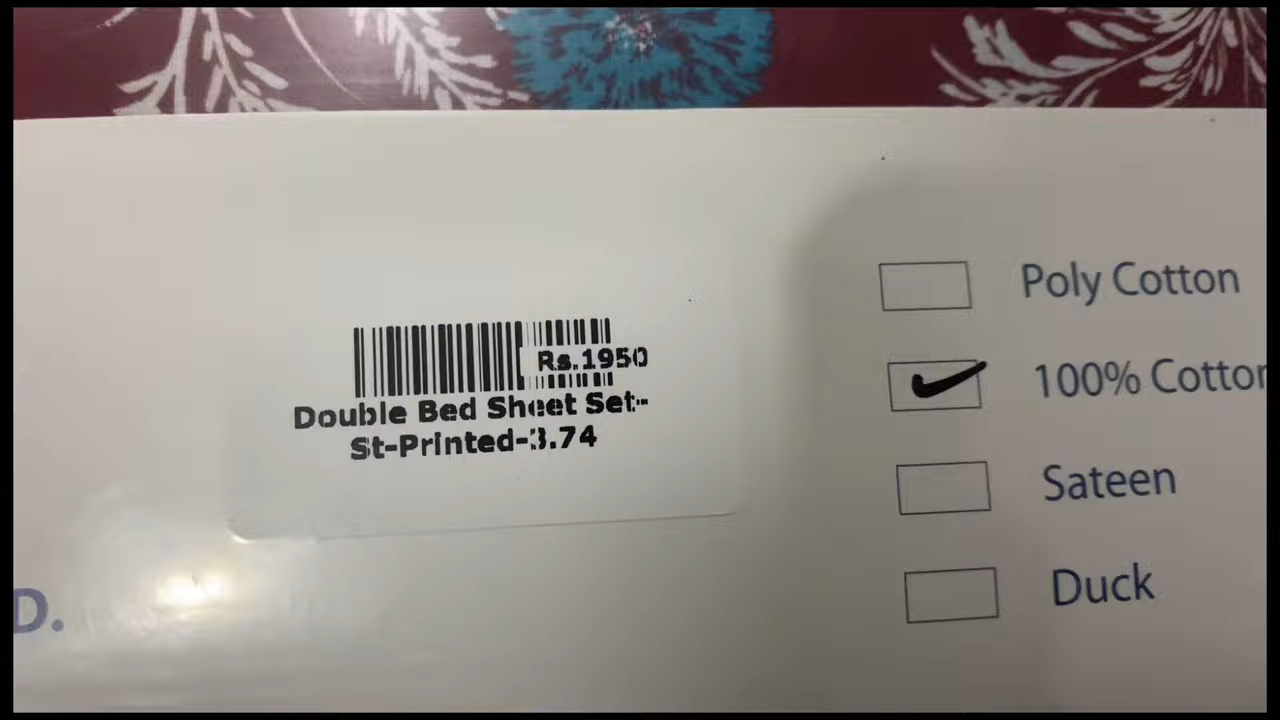 Rs.1950
Double Bed Sheet Set--
St-Printed-3.74
Poly Cotton
100% Cotton
Sateen
Duck
D.